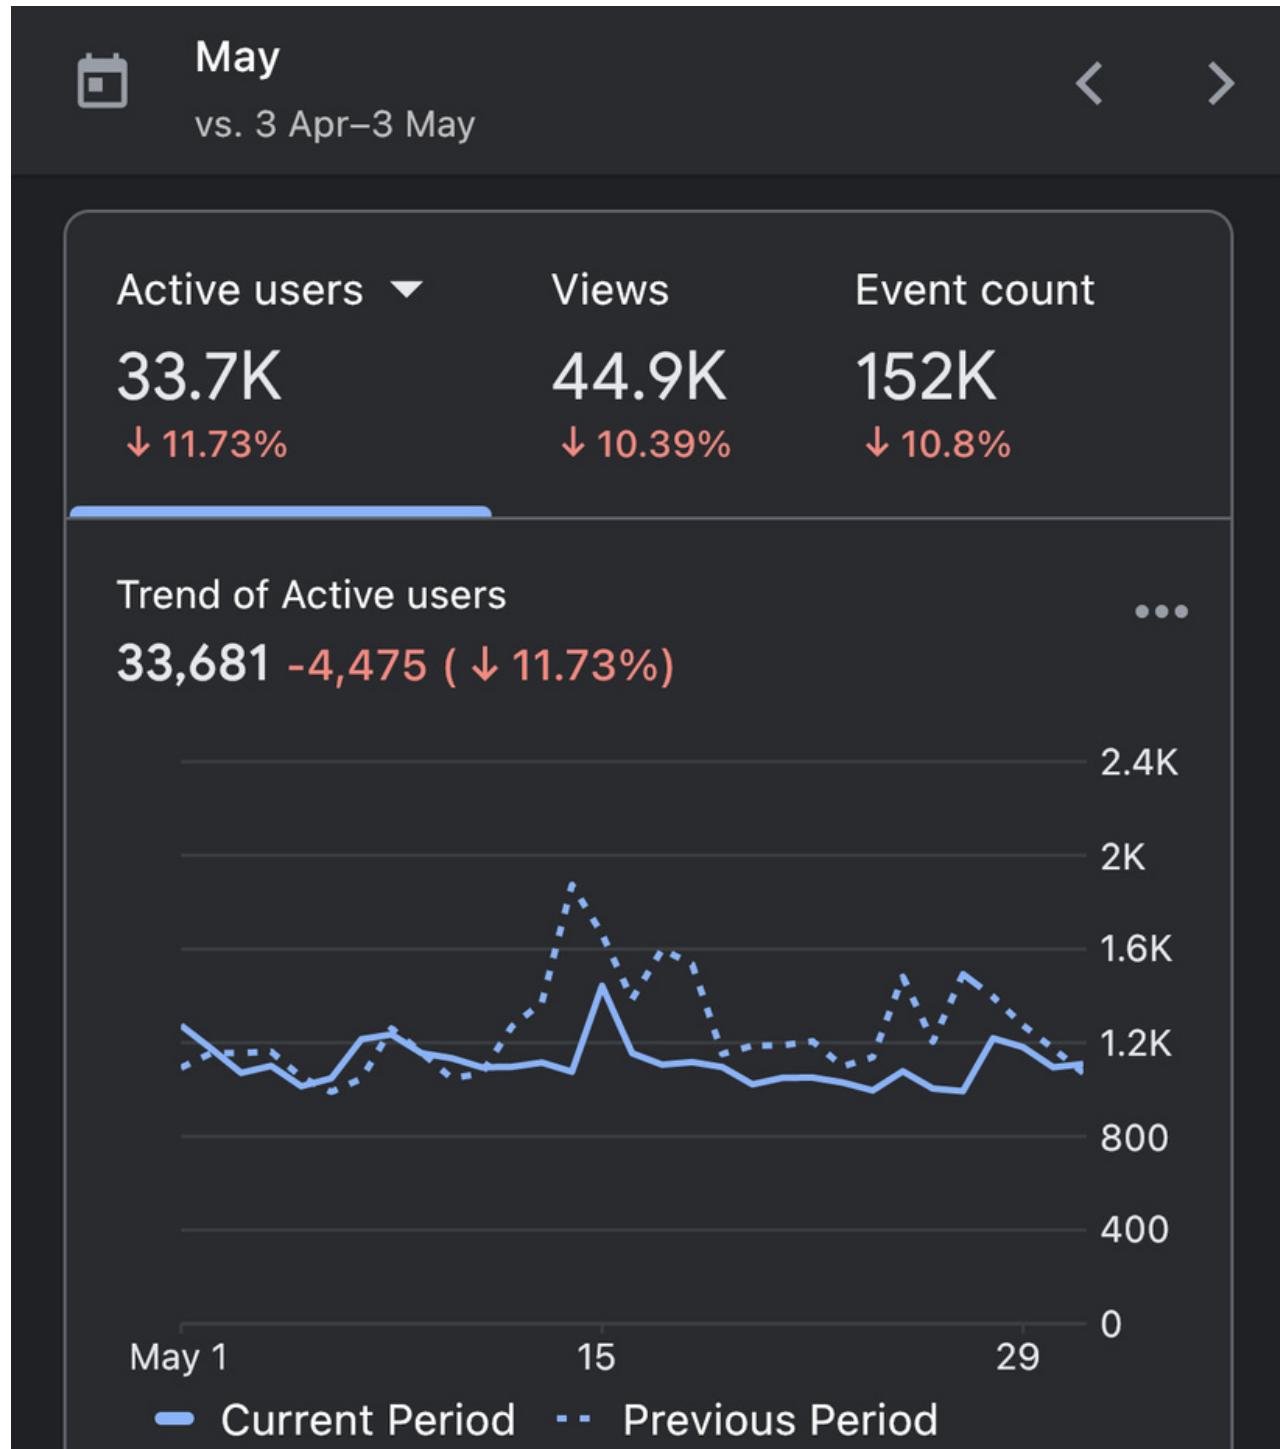 May
vs. 3 Apr–3 May
Active users Views Event count
33.7K 44.9K 152K
↓ 11.73% ↓ 10.39% ↓ 10.8%
Trend of Active users
33,681 -4,475 ( ↓ 11.73%)
2.4K
2K
1.6K
1.2K
800
400
0
May 1 15 29
Current Period Previous Period